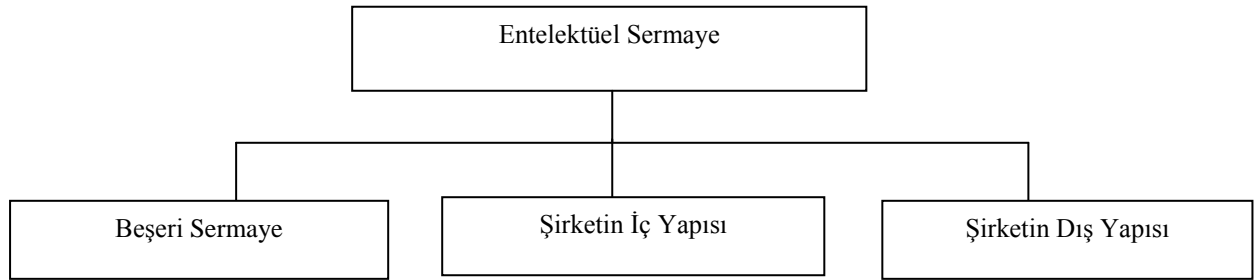 Entelektüel Sermaye
Beşeri Sermaye
Şirketin İç Yapısı
Şirketin Dış Yapısı